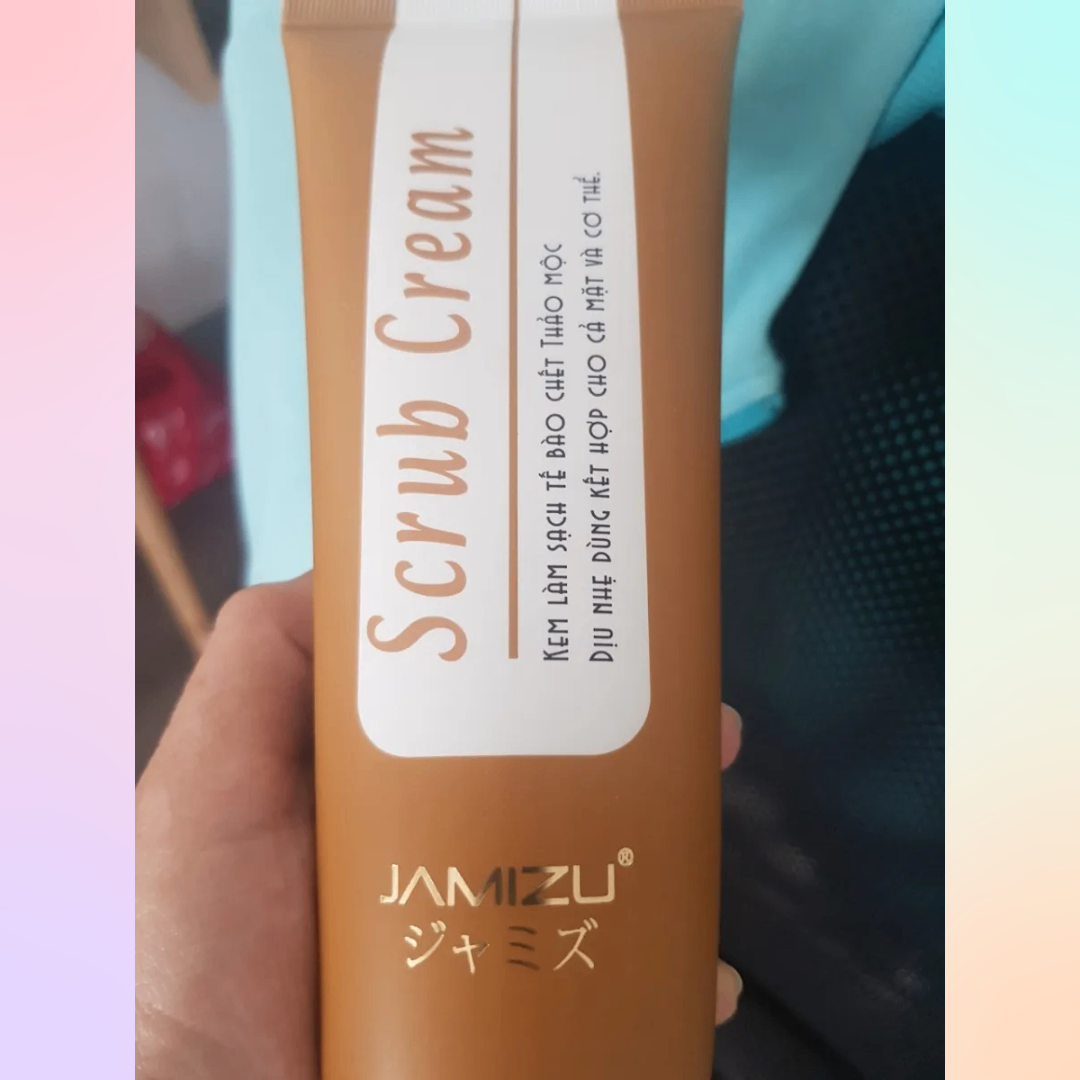 Scrub Cream
Kem làm sạch tế bào chết Thảo mộc
Dịu nhẹ dùng kết hợp cho cả mặt và cơ thể.
JAMIZU®
ジャミズ